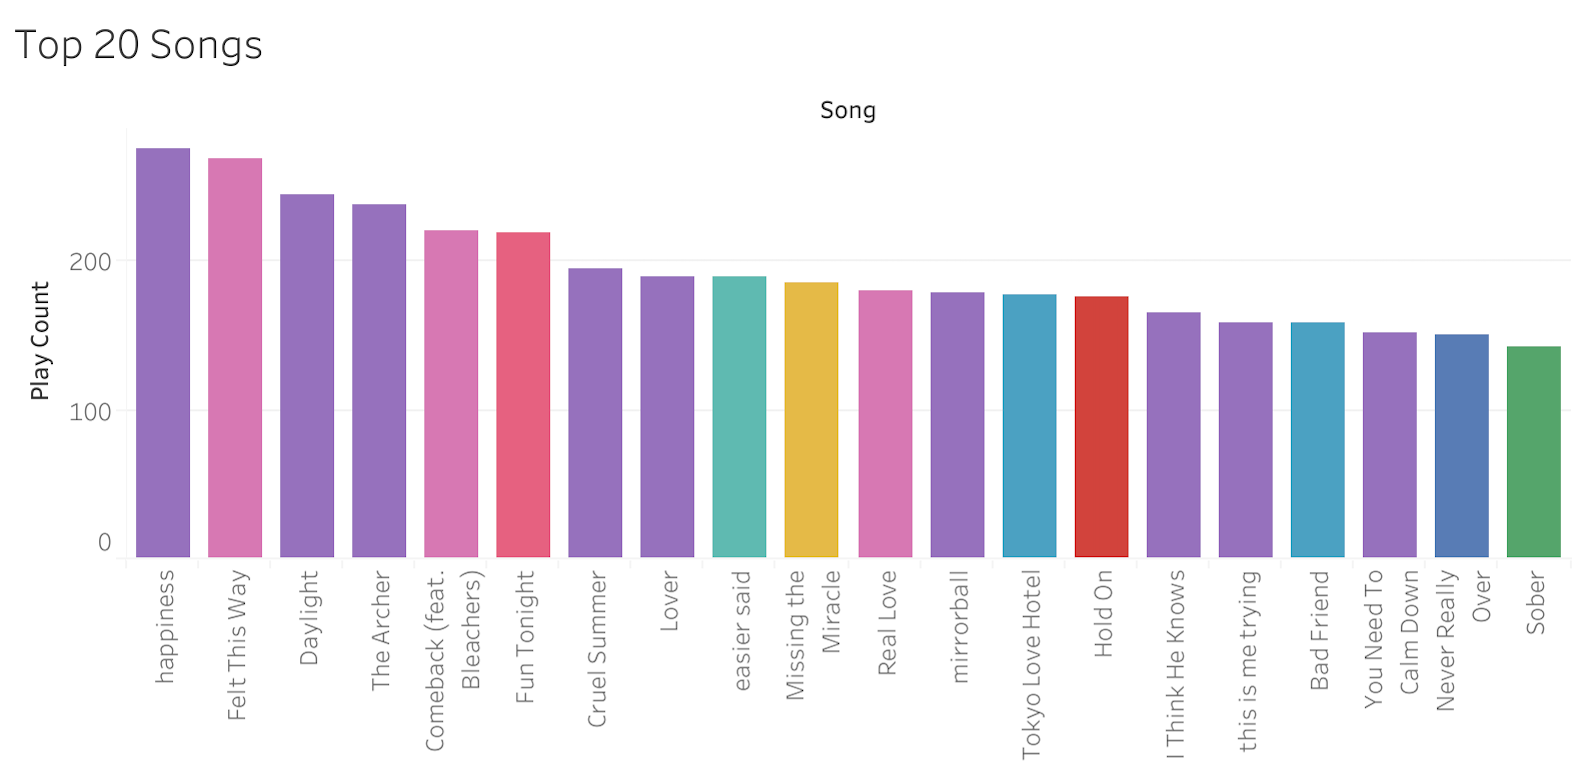 Top 20 Songs
Song
Play Count
200
100
0
happiness
Felt This Way
Daylight
The Archer
Comeback (feat.
Bleachers)
Fun Tonight
Cruel Summer
Lover
easier said
Missing the
Miracle
Real Love
mirrorball
Tokyo Love Hotel
Hold On
I Think He Knows
this is me trying
Bad Friend
You Need To
Calm Down
Never Really
Over
Sober